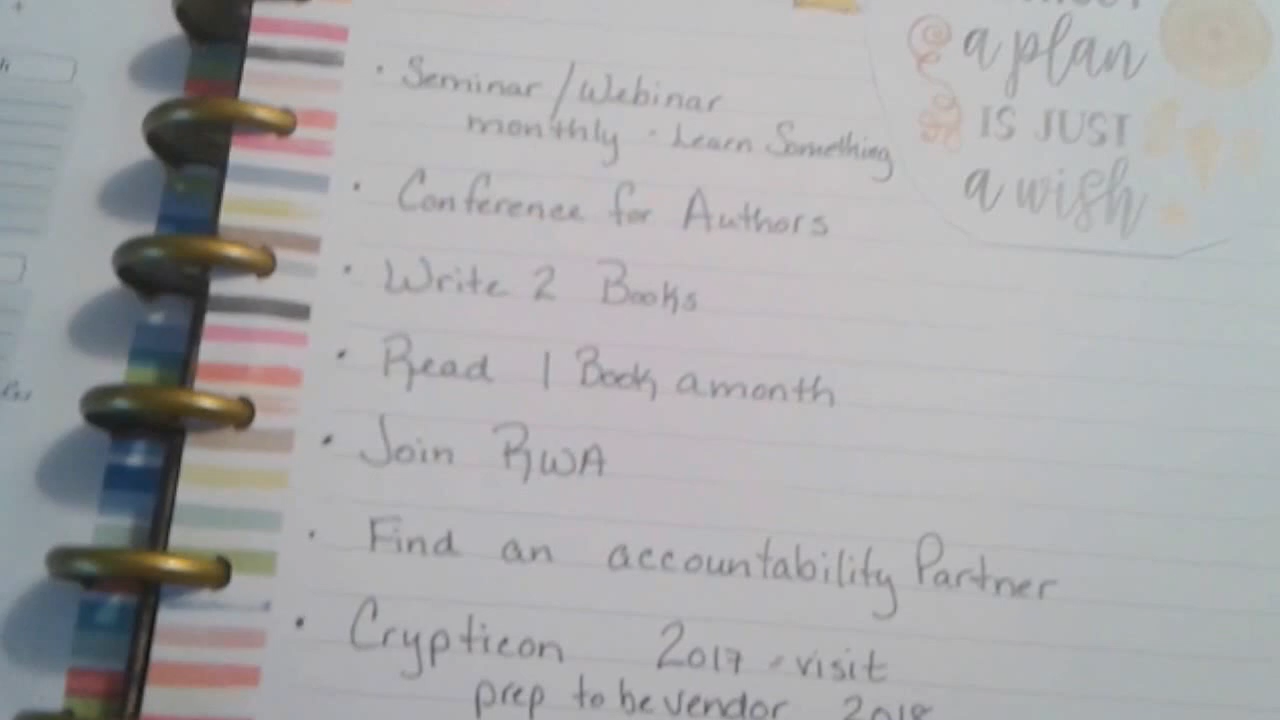 a plan
IS JUST
a wish
· Seminar / Webinar
monthly · Learn Something
· Conference for Authors
· Write 2 Books
· Read 1 Book a month
· Join RWA
· Find an accountability Partner
· Crypticon 2017 - visit
prep to be vendor 2018